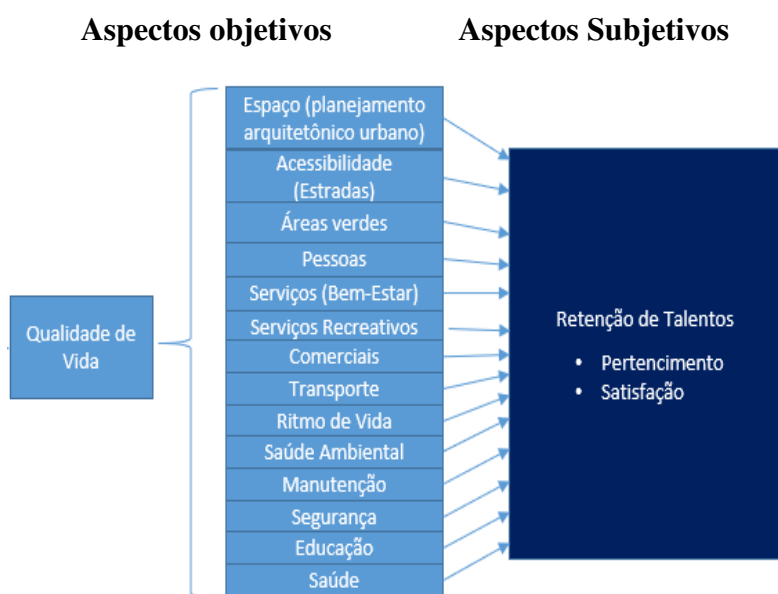 Aspectos objetivos
Aspectos Subjetivos
Espaço (planejamento
arquitetônico urbano)
Acessibilidade
(Estradas)
Áreas verdes
Pessoas
Serviços (Bem-Estar)
Serviços Recreativos
Comerciais
Transporte
Ritmo de Vida
Saúde Ambiental
Manutenção
Segurança
Educação
Saúde
Qualidade de
Vida
Retenção de Talentos
• Pertencimento
• Satisfação